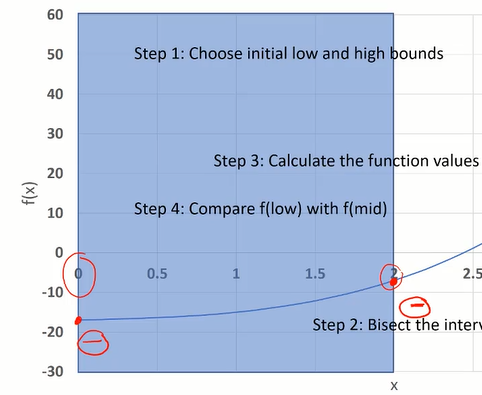 60
Step 1: Choose initial low and high bounds
50
40
30
Step 3: Calculate the function values
20
f(x)
Step 4: Compare f(low) with f(mid)
10
0
0 0.5 1 1.5 2 2.5
-10
Step 2: Bisect the interv
-20
-30
x